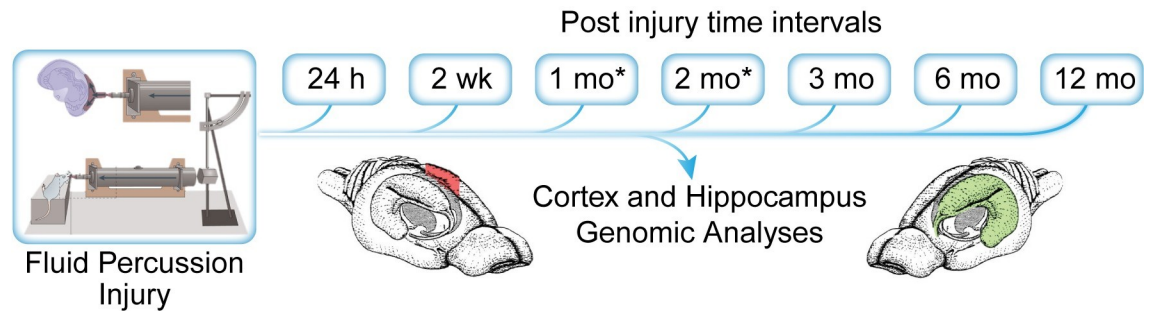 Post injury time intervals
24 h
2 wk
1 mo*
2 mo*
3 mo
6 mo
12 mo
Cortex and Hippocampus
Genomic Analyses
Fluid Percussion
Injury